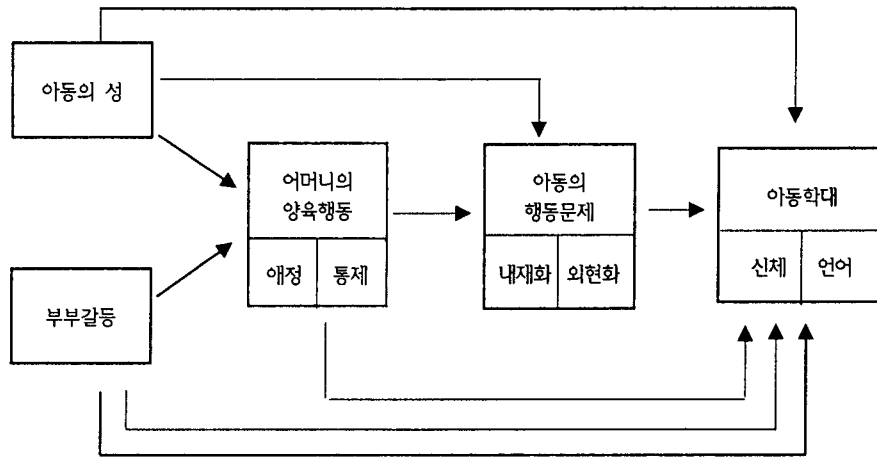 아동의 성
어머니의
양육행동
애정
통제
아동의
행동문제
내재화
외현화
아동학대
신체
언어
부부갈등